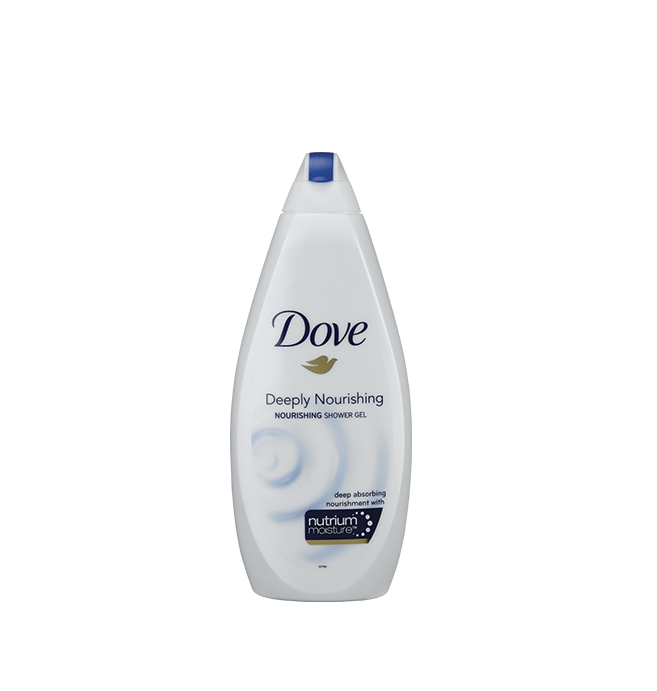 Dove
Deeply Nourishing
NOURISHING SHOWER GEL
deep absorbing
nourishment with
nutrium
moisture™